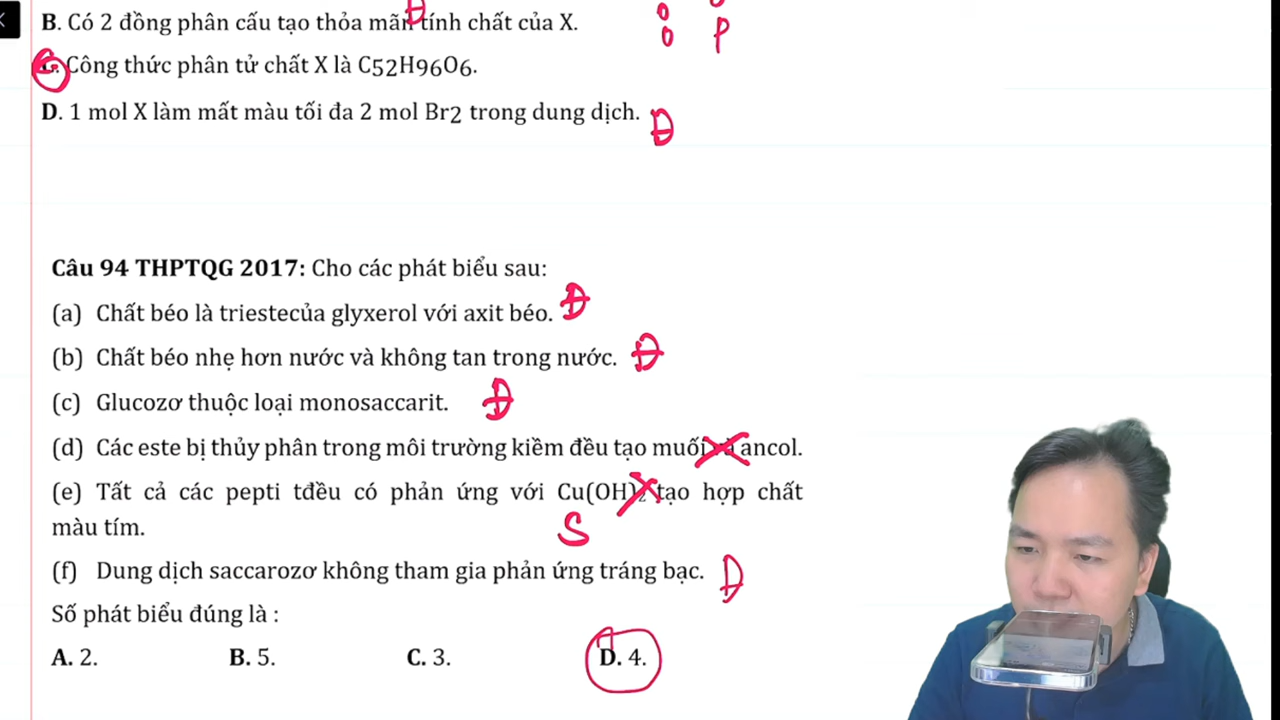 B. Có 2 đồng phân cấu tạo thỏa mãn tính chất của X. Đ
Công thức phân tử chất X là C52H96O6.
D. 1 mol X làm mất màu tối đa 2 mol Br2 trong dung dịch. Đ
Câu 94 THPTQG 2017: Cho các phát biểu sau:
(a) Chất béo là triestecủa glyxerol với axit béo. Đ
(b) Chất béo nhẹ hơn nước và không tan trong nước. Đ
(c) Glucozơ thuộc loại monosaccarit. Đ
(d) Các este bị thủy phân trong môi trường kiềm đều tạo muối và ancol.
(e) Tất cả các pepti tđều có phản ứng với Cu(OH)2 tạo hợp chất
màu tím. S
(f) Dung dịch saccarozơ không tham gia phản ứng tráng bạc. Đ
Số phát biểu đúng là :
A. 2. B. 5. C. 3. D. 4.